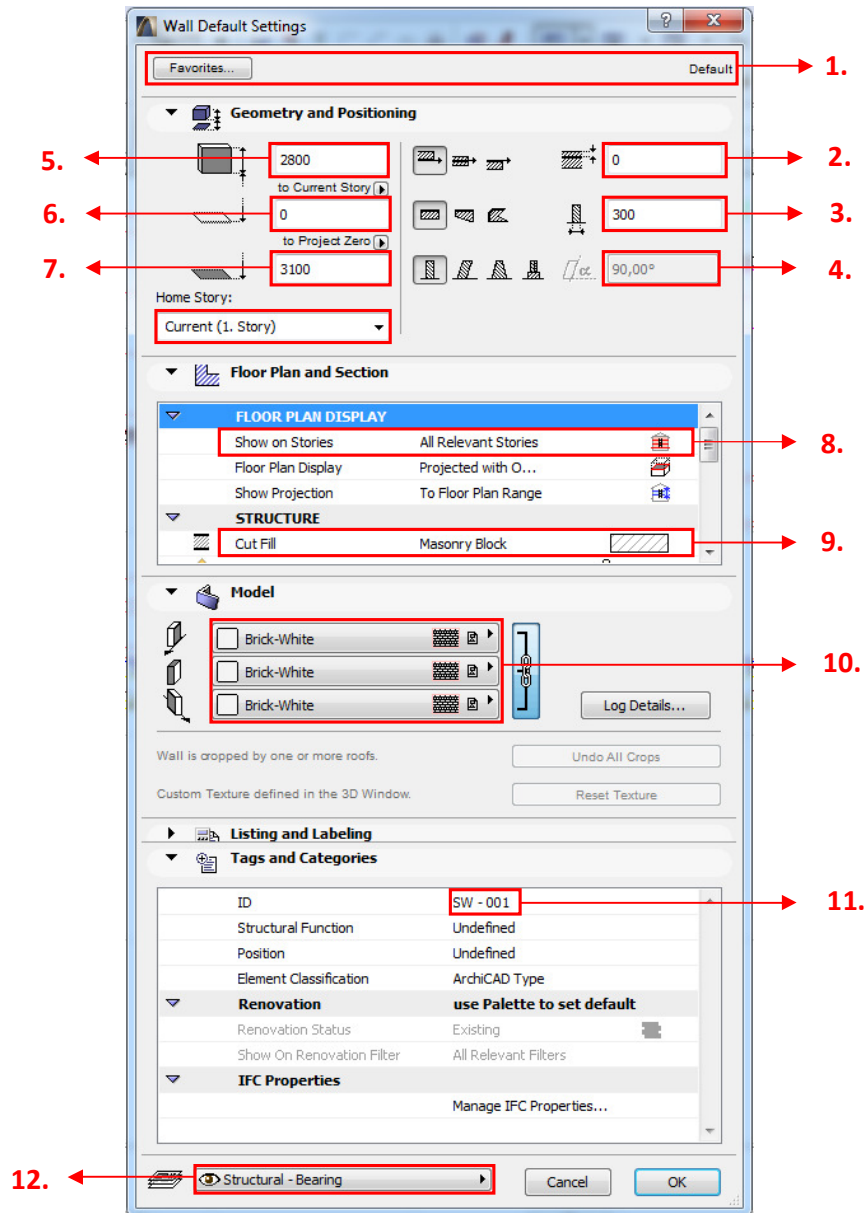 Wall Default Settings
Favorites... Default 1.
Geometry and Positioning
5. 2800 0 2.
to Current Story
6. 0 300 3.
to Project Zero
7. 3100 α 90,00° 4.
Home Story:
Current (1. Story)
Floor Plan and Section
FLOOR PLAN DISPLAY
Show on Stories All Relevant Stories 8.
Floor Plan Display Projected with O...
Show Projection To Floor Plan Range
STRUCTURE
Cut Fill Masonry Block 9.
Model
Brick-White
Brick-White 10.
Brick-White
Log Details...
Wall is cropped by one or more roofs. Undo All Crops
Custom Texture defined in the 3D Window. Reset Texture
Listing and Labeling
Tags and Categories
ID SW - 001 11.
Structural Function Undefined
Position Undefined
Element Classification ArchiCAD Type
Renovation use Palette to set default
Renovation Status Existing
Show On Renovation Filter All Relevant Filters
IFC Properties
Manage IFC Properties...
12. Structural - Bearing Cancel OK